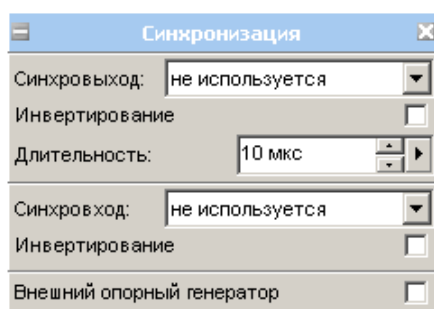 Синхронизация
Синхровыход: не используется
Инвертирование
Длительность: 10 мкс
Синхровход: не используется
Инвертирование
Внешний опорный генератор